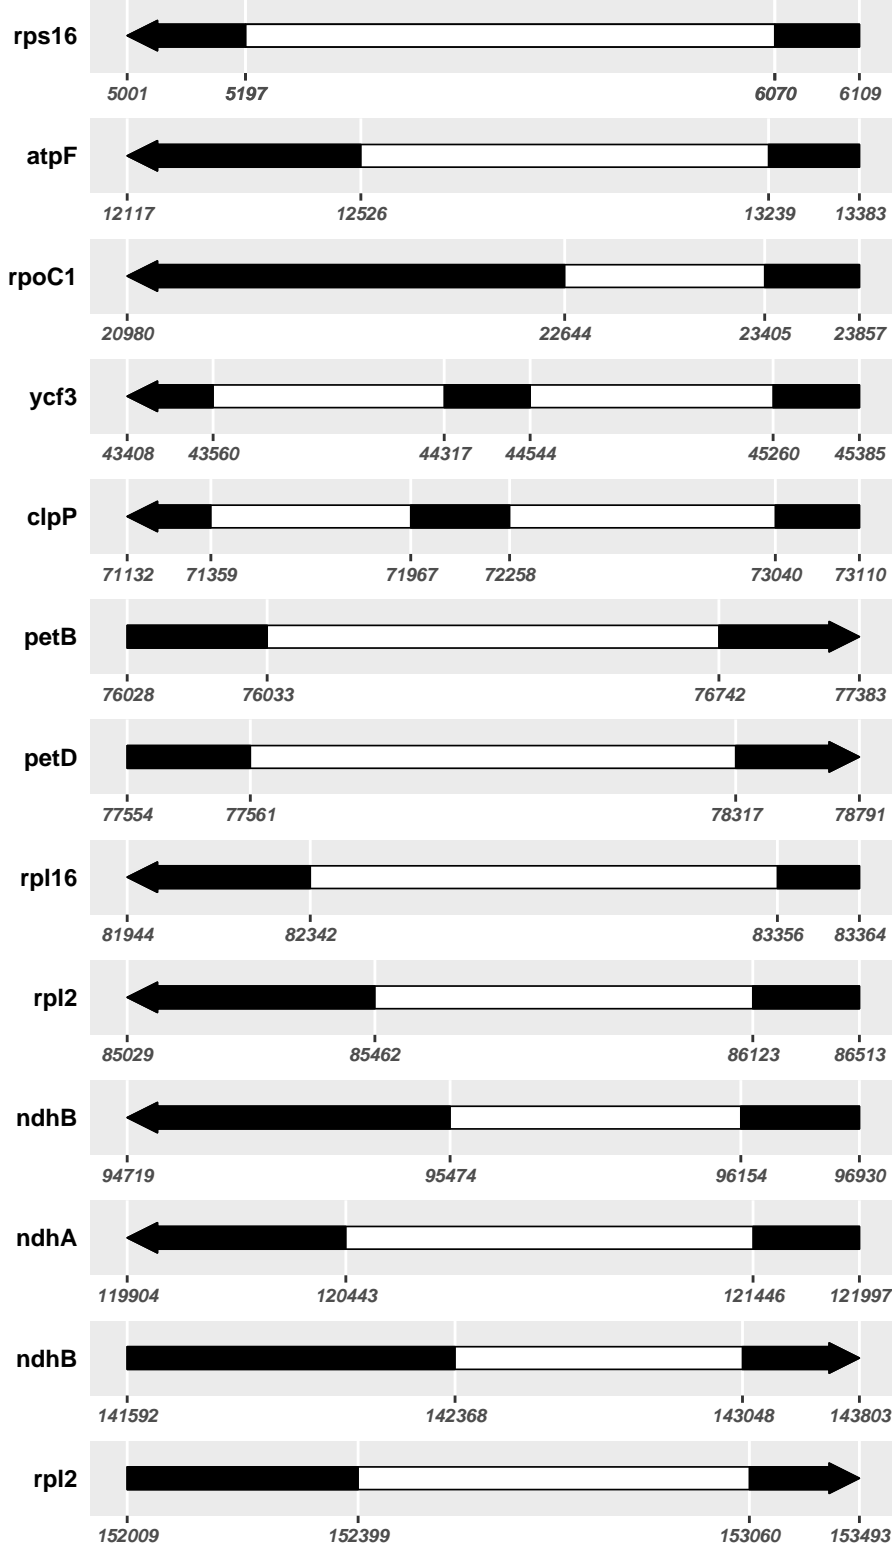 rps16
5001 5197 6070 6109
atpF
12117 12526 13239 13383
rpoC1
20980 22644 23405 23857
ycf3
43408 43560 44317 44544 45260 45385
clpP
71132 71359 71967 72258 73040 73110
petB
76028 76033 76742 77383
petD
77554 77561 78317 78791
rpl16
81944 82342 83356 83364
rpl2
85029 85462 86123 86513
ndhB
94719 95474 96154 96930
ndhA
119904 120443 121446 121997
ndhB
141592 142368 143048 143803
rpl2
152009 152399 153060 153493